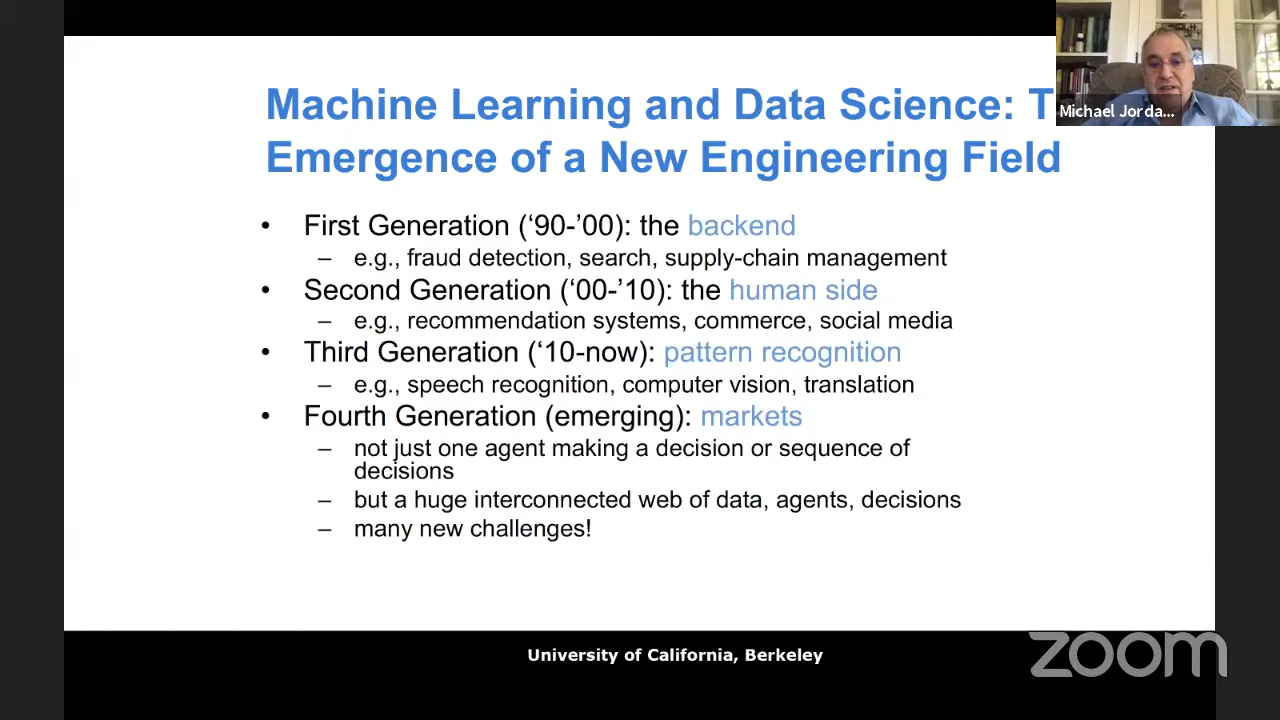 Machine Learning and Data Science: T
Emergence of a New Engineering Field
• First Generation (‘90-’00): the backend
– e.g., fraud detection, search, supply-chain management
• Second Generation (‘00-’10): the human side
– e.g., recommendation systems, commerce, social media
• Third Generation (‘10-now): pattern recognition
– e.g., speech recognition, computer vision, translation
• Fourth Generation (emerging): markets
– not just one agent making a decision or sequence of
decisions
– but a huge interconnected web of data, agents, decisions
– many new challenges!
Michael Jorda...
University of California, Berkeley
zoom